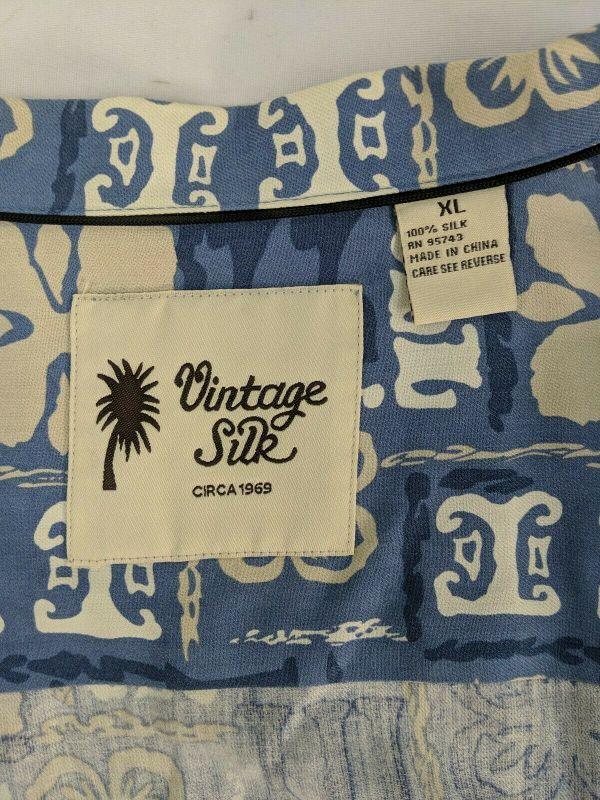 XL
100% SILK
RN 95743
MADE IN CHINA
CARE SEE REVERSE
Vintage
Silk
CIRCA 1969